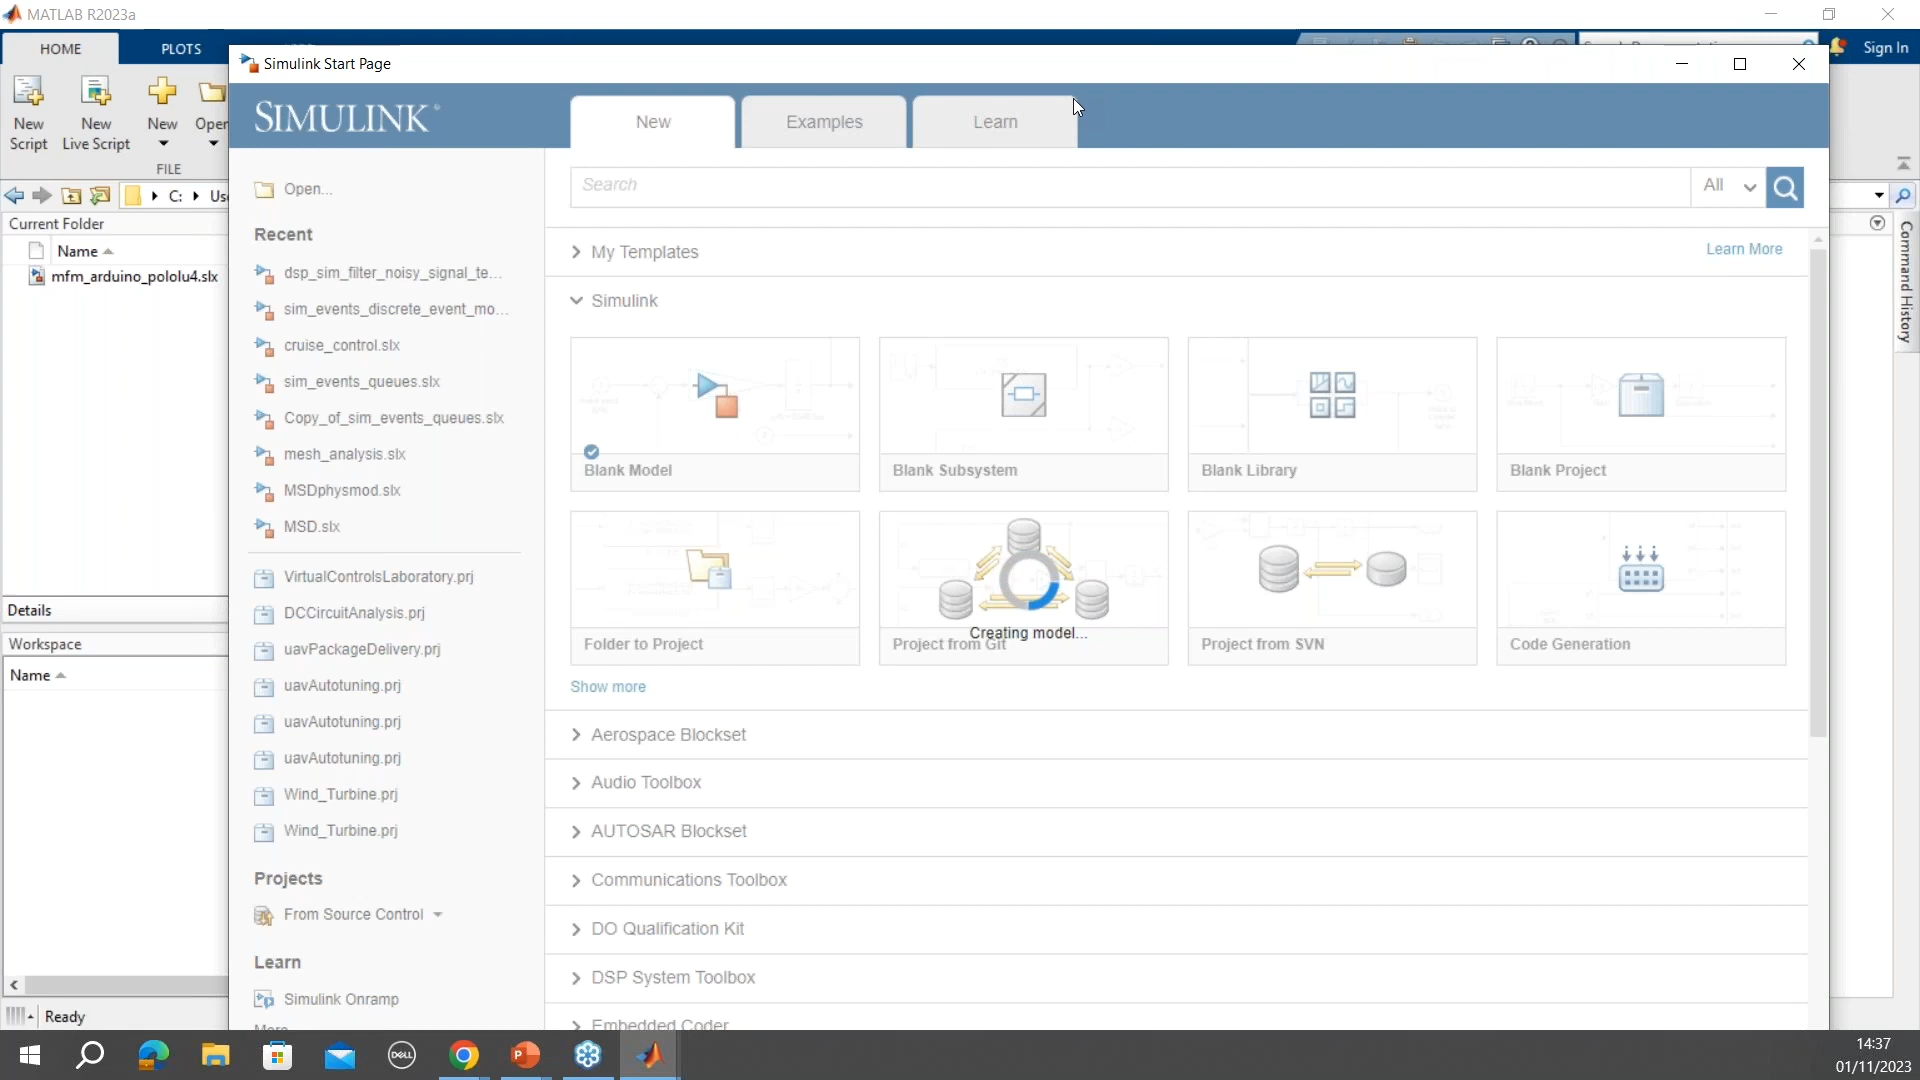 MATLAB R2023a
HOME
PLOTS
Sign In
Simulink Start Page
New
Script
New
Live Script
New
Open
FILE
SIMULINK
New
Examples
Learn
C:
Current Folder
Name
mfm_arduino_pololu4.slx
Details
Workspace
Name
Ready
Command History
Open...
Recent
dsp_sim_filter_noisy_signal_te...
sim_events_discrete_event_mo...
cruise_control.slx
sim_events_queues.slx
Copy_of_sim_events_queues.slx
mesh_analysis.slx
MSDphysmod.slx
MSD.slx
VirtualControlsLaboratory.prj
DCCircuitAnalysis.prj
uavPackageDelivery.prj
uavAutotuning.prj
uavAutotuning.prj
uavAutotuning.prj
Wind_Turbine.prj
Wind_Turbine.prj
Projects
From Source Control
Learn
Simulink Onramp
More
Search
All
My Templates
Learn More
Simulink
Blank Model
Blank Subsystem
Blank Library
Blank Project
Folder to Project
Project from Git
Creating model...
Project from SVN
Code Generation
Show more
Aerospace Blockset
Audio Toolbox
AUTOSAR Blockset
Communications Toolbox
DO Qualification Kit
DSP System Toolbox
Embedded Coder
DELL
14:37
01/11/2023